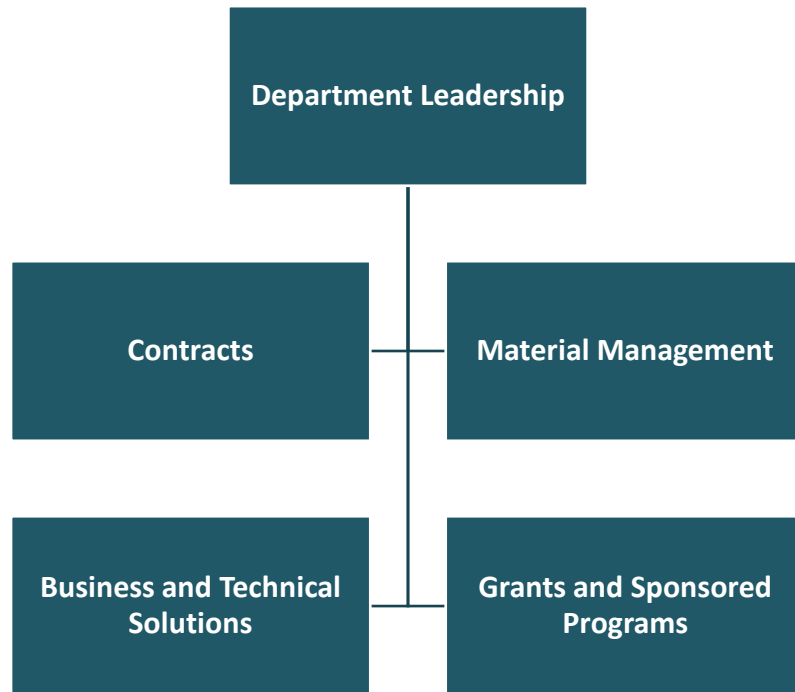 Department Leadership
Contracts
Material Management
Business and Technical
Solutions
Grants and Sponsored
Programs